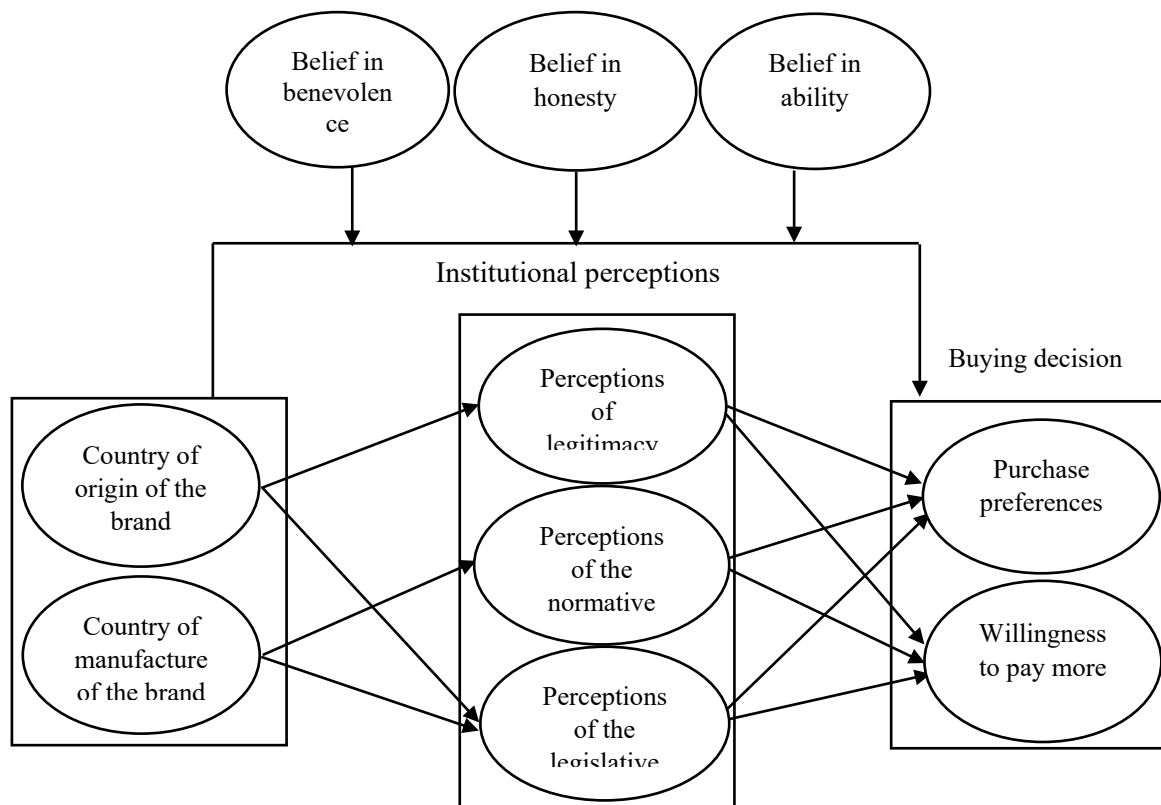 Belief in
benevolen
ce
Belief in
honesty
Belief in
ability
Institutional perceptions
Buying decision
Country of
origin of the
brand
Country of
manufacture
of the brand
Perceptions
of
legitimacy
Perceptions
of the
normative
Perceptions
of the
legislative
Purchase
preferences
Willingness
to pay more